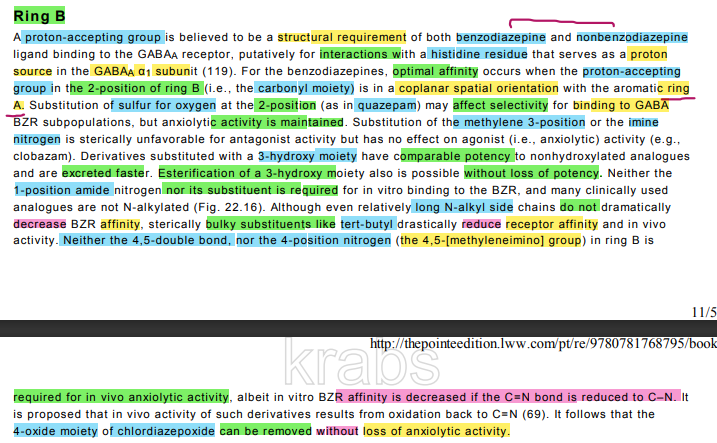 Ring B
A proton-accepting group is believed to be a structural requirement of both benzodiazepine and nonbenzodiazepine
ligand binding to the GABAA receptor, putatively for interactions with a histidine residue that serves as a proton
source in the GABAA α1 subunit (119). For the benzodiazepines, optimal affinity occurs when the proton-accepting
group in the 2-position of ring B (i.e., the carbonyl moiety) is in a coplanar spatial orientation with the aromatic ring
A. Substitution of sulfur for oxygen at the 2-position (as in quazepam) may affect selectivity for binding to GABA
BZR subpopulations, but anxiolytic activity is maintained. Substitution of the methylene 3-position or the imine
nitrogen is sterically unfavorable for antagonist activity but has no effect on agonist (i.e., anxiolytic) activity (e.g.,
clobazam). Derivatives substituted with a 3-hydroxy moiety have comparable potency to nonhydroxylated analogues
and are excreted faster. Esterification of a 3-hydroxy moiety also is possible without loss of potency. Neither the
1-position amide nitrogen nor its substituent is required for in vitro binding to the BZR, and many clinically used
analogues are not N-alkylated (Fig. 22.16). Although even relatively long N-alkyl side chains do not dramatically
decrease BZR affinity, sterically bulky substituents like tert-butyl drastically reduce receptor affinity and in vivo
activity. Neither the 4,5-double bond, nor the 4-position nitrogen (the 4,5-[methyleneimino] group) in ring B is
11/5
http://thepointeedition.lww.com/pt/re/9780781768795/book
krabs
required for in vivo anxiolytic activity, albeit in vitro BZR affinity is decreased if the C=N bond is reduced to C–N. It
is proposed that in vivo activity of such derivatives results from oxidation back to C=N (69). It follows that the
4-oxide moiety of chlordiazepoxide can be removed without loss of anxiolytic activity.